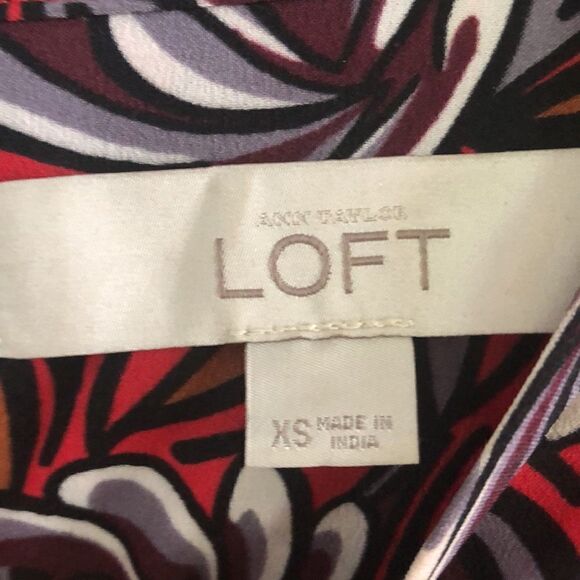 ANN TAYLOR
LOFT
XS MADE IN
INDIA